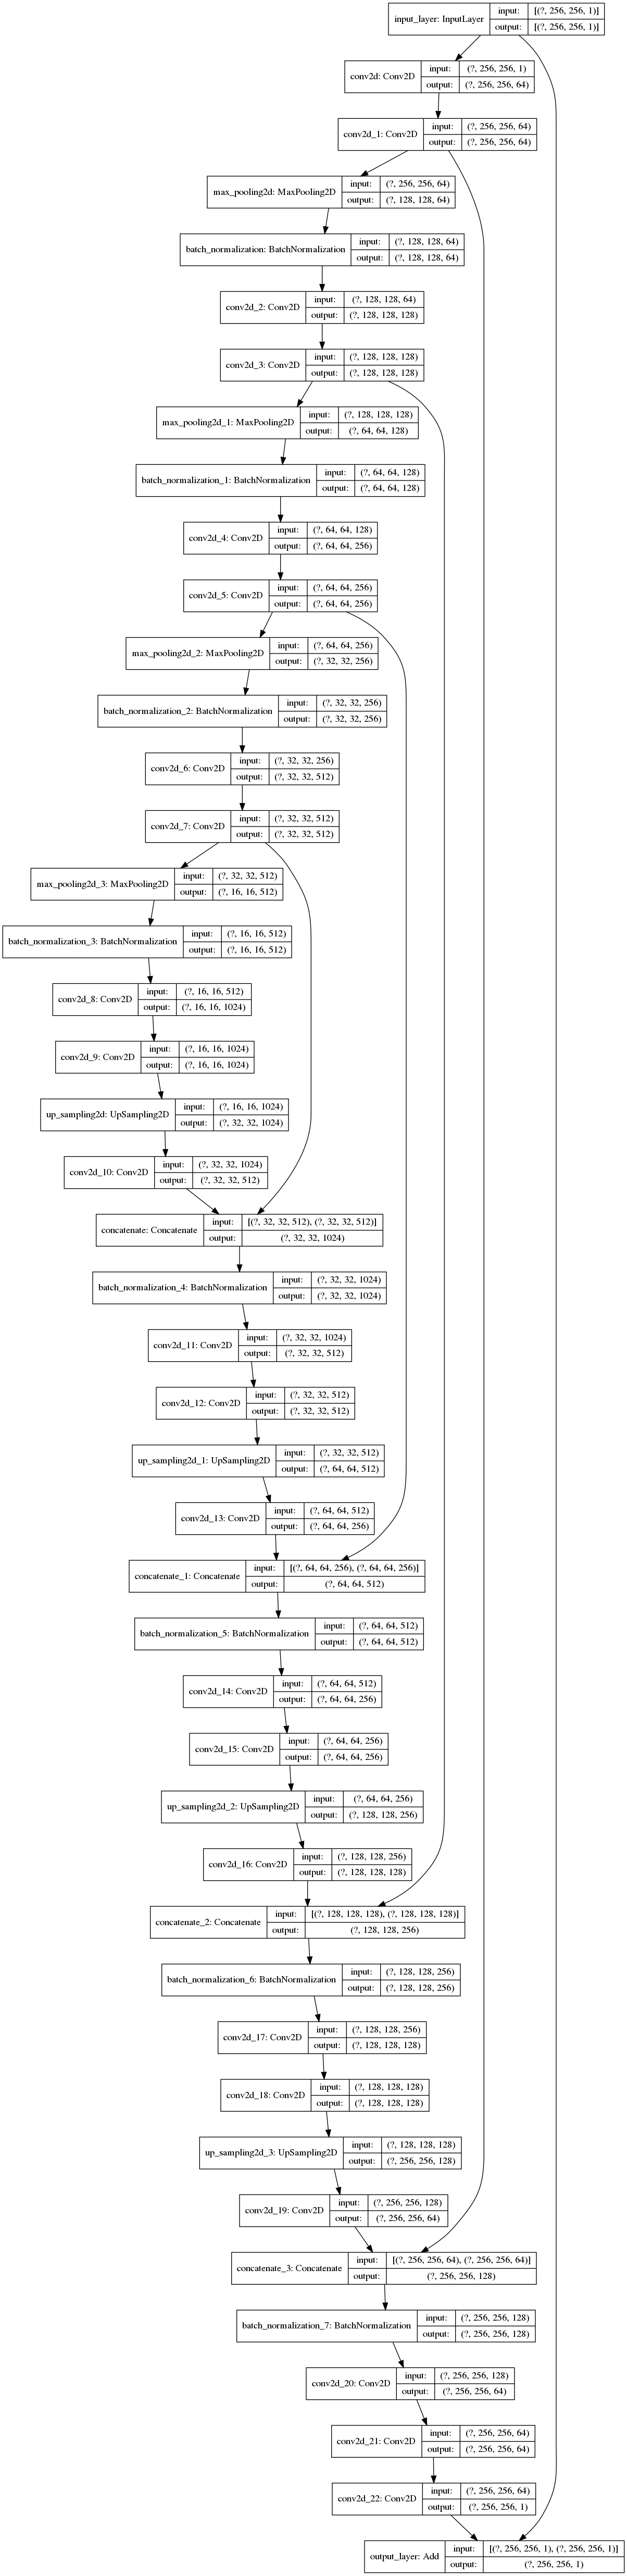 input_layer: InputLayer
input: [(?, 256, 256, 1)]
output: [(?, 256, 256, 1)]
conv2d: Conv2D
input: (?, 256, 256, 1)
output: (?, 256, 256, 64)
conv2d_1: Conv2D
input: (?, 256, 256, 64)
output: (?, 256, 256, 64)
max_pooling2d: MaxPooling2D
input: (?, 256, 256, 64)
output: (?, 128, 128, 64)
batch_normalization: BatchNormalization
input: (?, 128, 128, 64)
output: (?, 128, 128, 64)
conv2d_2: Conv2D
input: (?, 128, 128, 64)
output: (?, 128, 128, 128)
conv2d_3: Conv2D
input: (?, 128, 128, 128)
output: (?, 128, 128, 128)
max_pooling2d_1: MaxPooling2D
input: (?, 128, 128, 128)
output: (?, 64, 64, 128)
batch_normalization_1: BatchNormalization
input: (?, 64, 64, 128)
output: (?, 64, 64, 128)
conv2d_4: Conv2D
input: (?, 64, 64, 128)
output: (?, 64, 64, 256)
conv2d_5: Conv2D
input: (?, 64, 64, 256)
output: (?, 64, 64, 256)
max_pooling2d_2: MaxPooling2D
input: (?, 64, 64, 256)
output: (?, 32, 32, 256)
batch_normalization_2: BatchNormalization
input: (?, 32, 32, 256)
output: (?, 32, 32, 256)
conv2d_6: Conv2D
input: (?, 32, 32, 256)
output: (?, 32, 32, 512)
conv2d_7: Conv2D
input: (?, 32, 32, 512)
output: (?, 32, 32, 512)
max_pooling2d_3: MaxPooling2D
input: (?, 32, 32, 512)
output: (?, 16, 16, 512)
batch_normalization_3: BatchNormalization
input: (?, 16, 16, 512)
output: (?, 16, 16, 512)
conv2d_8: Conv2D
input: (?, 16, 16, 512)
output: (?, 16, 16, 1024)
conv2d_9: Conv2D
input: (?, 16, 16, 1024)
output: (?, 16, 16, 1024)
up_sampling2d: UpSampling2D
input: (?, 16, 16, 1024)
output: (?, 32, 32, 1024)
conv2d_10: Conv2D
input: (?, 32, 32, 1024)
output: (?, 32, 32, 512)
concatenate: Concatenate
input: [(?, 32, 32, 512), (?, 32, 32, 512)]
output: (?, 32, 32, 1024)
batch_normalization_4: BatchNormalization
input: (?, 32, 32, 1024)
output: (?, 32, 32, 1024)
conv2d_11: Conv2D
input: (?, 32, 32, 1024)
output: (?, 32, 32, 512)
conv2d_12: Conv2D
input: (?, 32, 32, 512)
output: (?, 32, 32, 512)
up_sampling2d_1: UpSampling2D
input: (?, 32, 32, 512)
output: (?, 64, 64, 512)
conv2d_13: Conv2D
input: (?, 64, 64, 512)
output: (?, 64, 64, 256)
concatenate_1: Concatenate
input: [(?, 64, 64, 256), (?, 64, 64, 256)]
output: (?, 64, 64, 512)
batch_normalization_5: BatchNormalization
input: (?, 64, 64, 512)
output: (?, 64, 64, 512)
conv2d_14: Conv2D
input: (?, 64, 64, 512)
output: (?, 64, 64, 256)
conv2d_15: Conv2D
input: (?, 64, 64, 256)
output: (?, 64, 64, 256)
up_sampling2d_2: UpSampling2D
input: (?, 64, 64, 256)
output: (?, 128, 128, 256)
conv2d_16: Conv2D
input: (?, 128, 128, 256)
output: (?, 128, 128, 128)
concatenate_2: Concatenate
input: [(?, 128, 128, 128), (?, 128, 128, 128)]
output: (?, 128, 128, 256)
batch_normalization_6: BatchNormalization
input: (?, 128, 128, 256)
output: (?, 128, 128, 256)
conv2d_17: Conv2D
input: (?, 128, 128, 256)
output: (?, 128, 128, 128)
conv2d_18: Conv2D
input: (?, 128, 128, 128)
output: (?, 128, 128, 128)
up_sampling2d_3: UpSampling2D
input: (?, 128, 128, 128)
output: (?, 256, 256, 128)
conv2d_19: Conv2D
input: (?, 256, 256, 128)
output: (?, 256, 256, 64)
concatenate_3: Concatenate
input: [(?, 256, 256, 64), (?, 256, 256, 64)]
output: (?, 256, 256, 128)
batch_normalization_7: BatchNormalization
input: (?, 256, 256, 128)
output: (?, 256, 256, 128)
conv2d_20: Conv2D
input: (?, 256, 256, 128)
output: (?, 256, 256, 64)
conv2d_21: Conv2D
input: (?, 256, 256, 64)
output: (?, 256, 256, 64)
conv2d_22: Conv2D
input: (?, 256, 256, 64)
output: (?, 256, 256, 1)
output_layer: Add
input: [(?, 256, 256, 1), (?, 256, 256, 1)]
output: (?, 256, 256, 1)